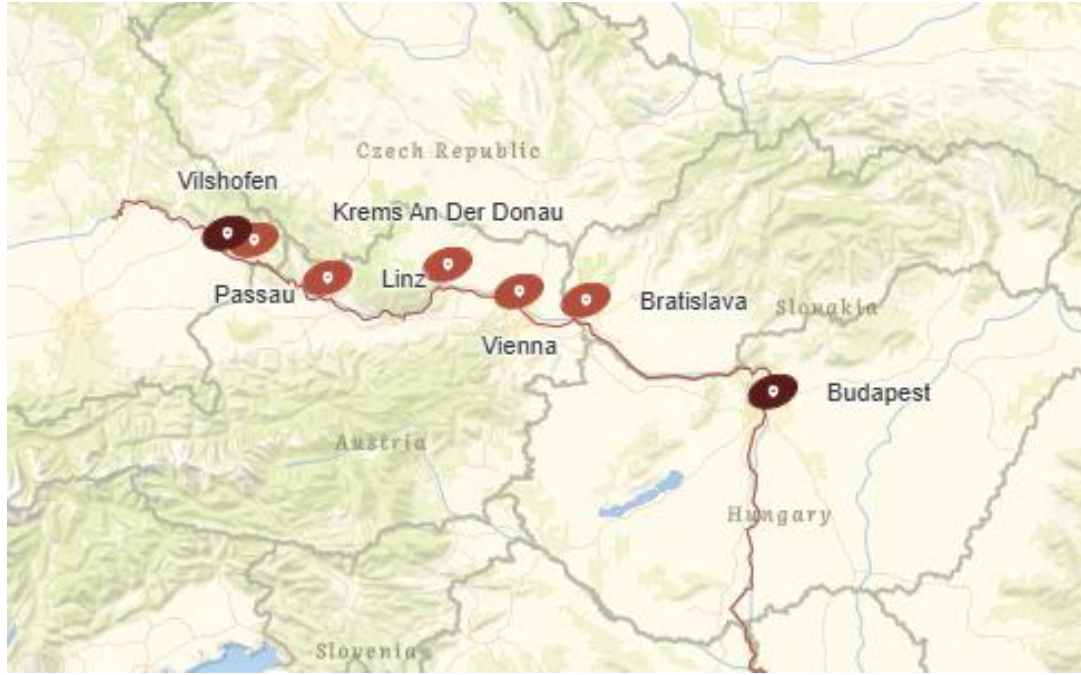 Czech Republic
Vilshofen
Krems An Der Donau
Linz
Passau
Bratislava
Slovakia
Vienna
Budapest
Austria
Hungary
Slovenia